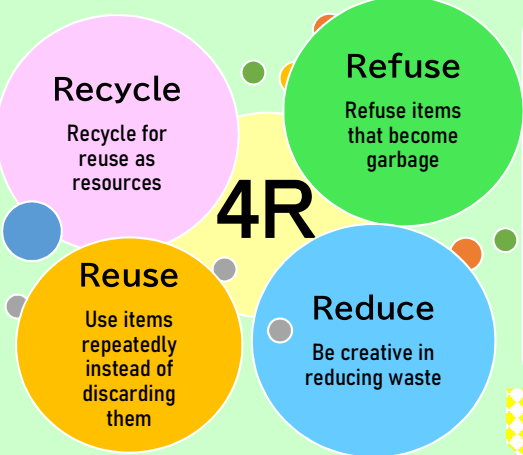 Recycle
Recycle for
reuse as
resources
Refuse
Refuse items
that become
garbage
4R
Reuse
Use items
repeatedly
instead of
discarding
them
Reduce
Be creative in
reducing waste